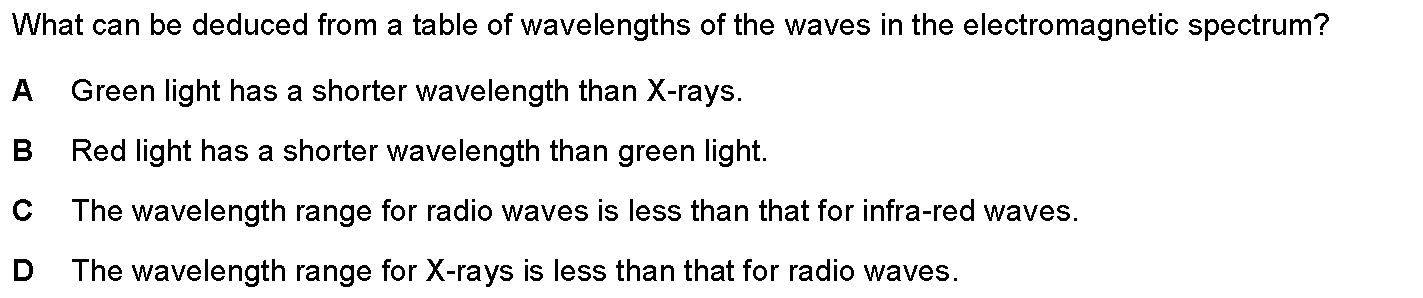 What can be deduced from a table of wavelengths of the waves in the electromagnetic spectrum?
A Green light has a shorter wavelength than X-rays.
B Red light has a shorter wavelength than green light.
C The wavelength range for radio waves is less than that for infra-red waves.
D The wavelength range for X-rays is less than that for radio waves.